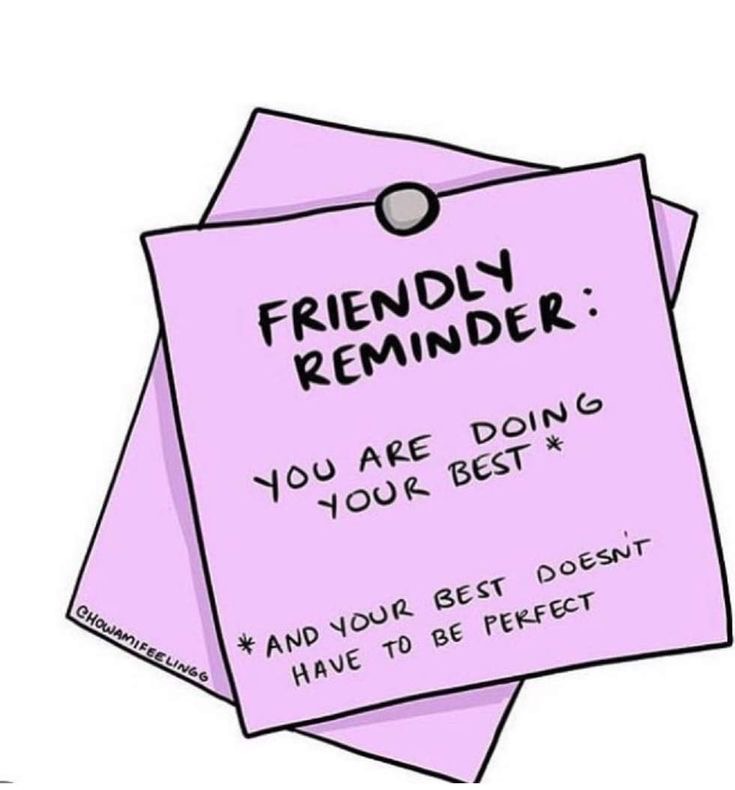 FRIENDLY
REMINDER:
YOU ARE DOING
YOUR BEST *
* AND YOUR BEST DOESN'T
HAVE TO BE PERFECT
@HOWAMIFEELINGG